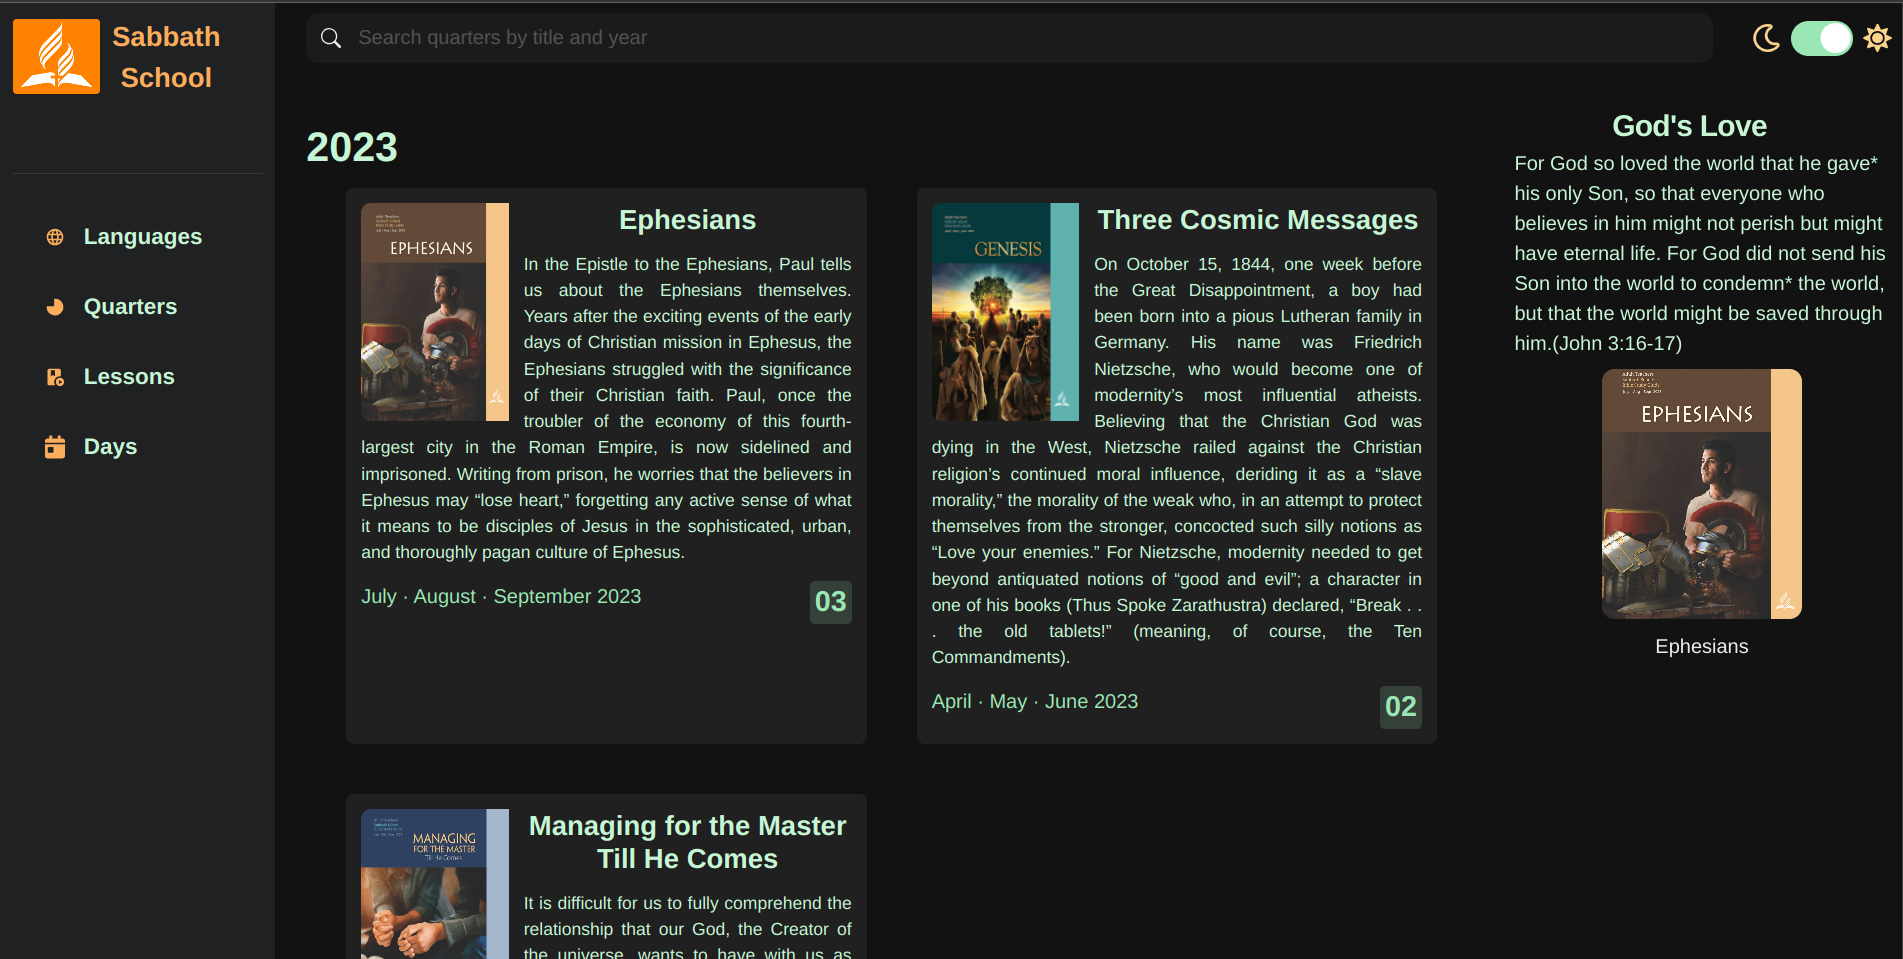 Sabbath
School
Languages
Quarters
Lessons
Days
Search quarters by title and year
2023
EPHESIANS
Ephesians
In the Epistle to the Ephesians, Paul tells
us about the Ephesians themselves.
Years after the exciting events of the early
days of Christian mission in Ephesus, the
Ephesians struggled with the significance
of their Christian faith. Paul, once the
troubler of the economy of this fourth-
largest city in the Roman Empire, is now sidelined and
imprisoned. Writing from prison, he worries that the believers in
Ephesus may “lose heart,” forgetting any active sense of what
it means to be disciples of Jesus in the sophisticated, urban,
and thoroughly pagan culture of Ephesus.
July · August · September 2023
03
GENESIS
Three Cosmic Messages
On October 15, 1844, one week before
the Great Disappointment, a boy had
been born into a pious Lutheran family in
Germany. His name was Friedrich
Nietzsche, who would become one of
modernity’s most influential atheists.
Believing that the Christian God was
dying in the West, Nietzsche railed against the Christian
religion’s continued moral influence, deriding it as a “slave
morality,” the morality of the weak who, in an attempt to protect
themselves from the stronger, concocted such silly notions as
“Love your enemies.” For Nietzsche, modernity needed to get
beyond antiquated notions of “good and evil”; a character in
one of his books (Thus Spoke Zarathustra) declared, “Break . .
. the old tablets!” (meaning, of course, the Ten
Commandments).
April · May · June 2023
02
MANAGING
FOR THE MASTER
Till He Comes
Managing for the Master
Till He Comes
It is difficult for us to fully comprehend the
relationship that our God, the Creator of
the universe, wants to have with us as
God's Love
For God so loved the world that he gave*
his only Son, so that everyone who
believes in him might not perish but might
have eternal life. For God did not send his
Son into the world to condemn* the world,
but that the world might be saved through
him.(John 3:16-17)
Adult Teachers
Sabbath School
Bible Study Guide
July | Aug | Sept 2023
EPHESIANS
Ephesians